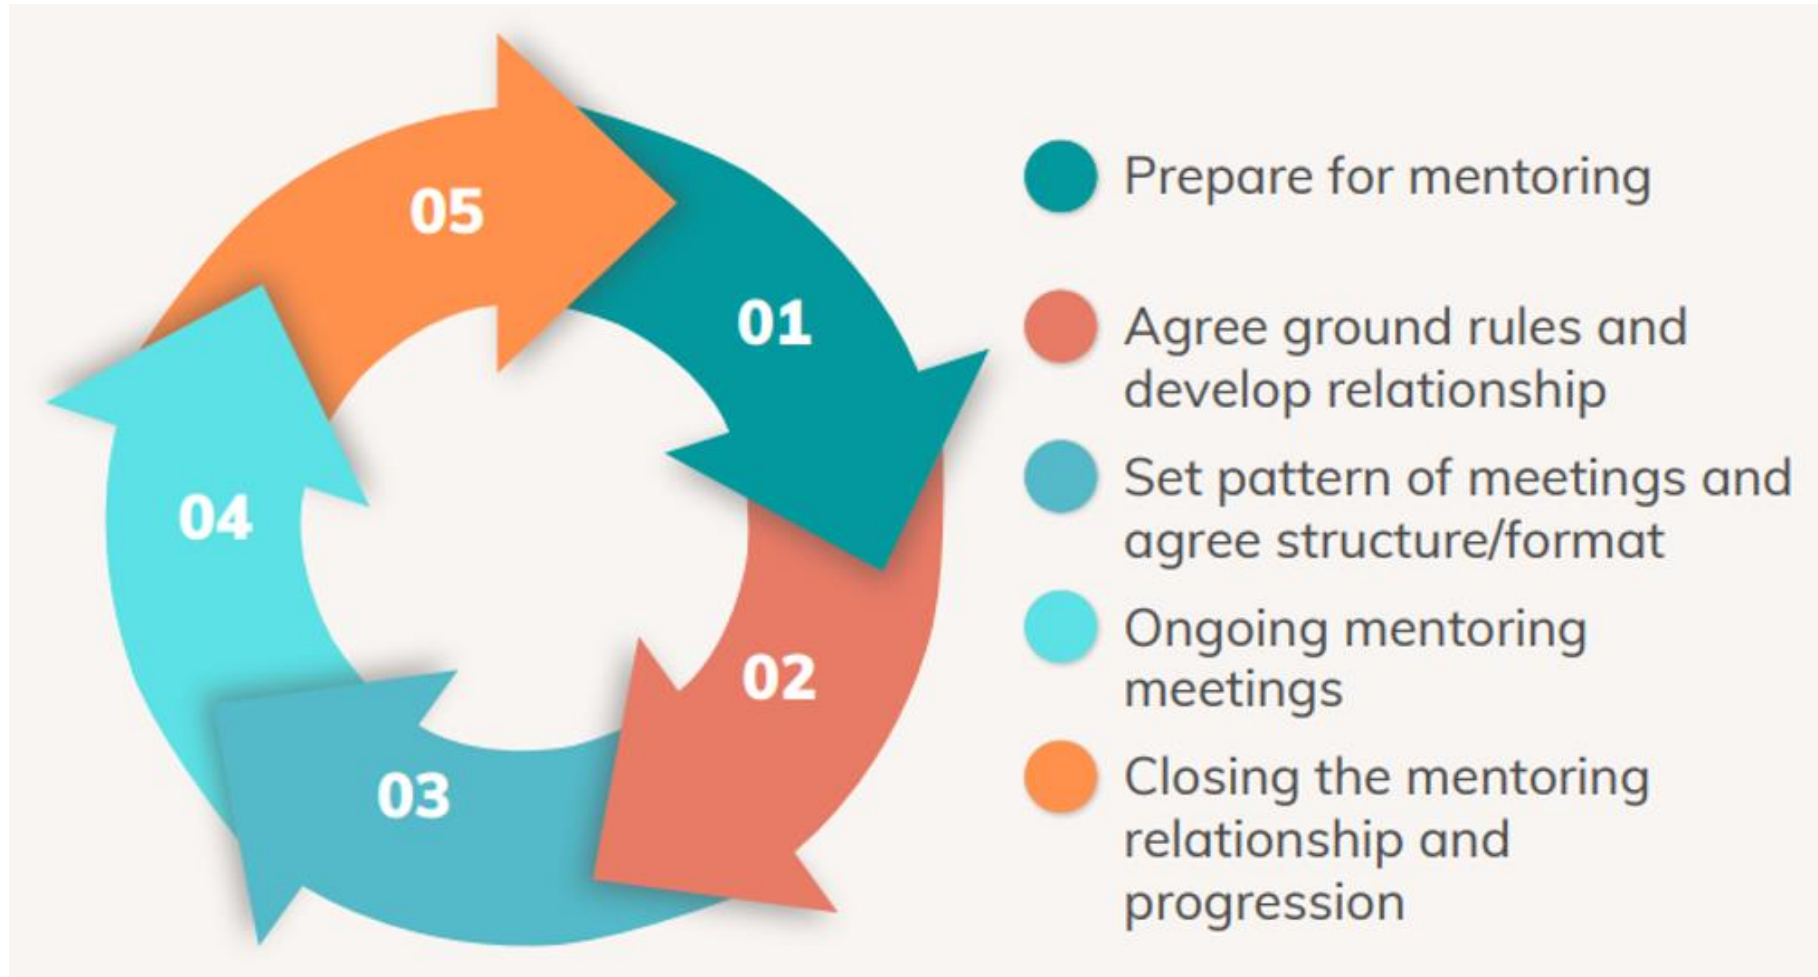 05
01
04
02
03
Prepare for mentoring
Agree ground rules and
develop relationship
Set pattern of meetings and
agree structure/format
Ongoing mentoring
meetings
Closing the mentoring
relationship and
progression